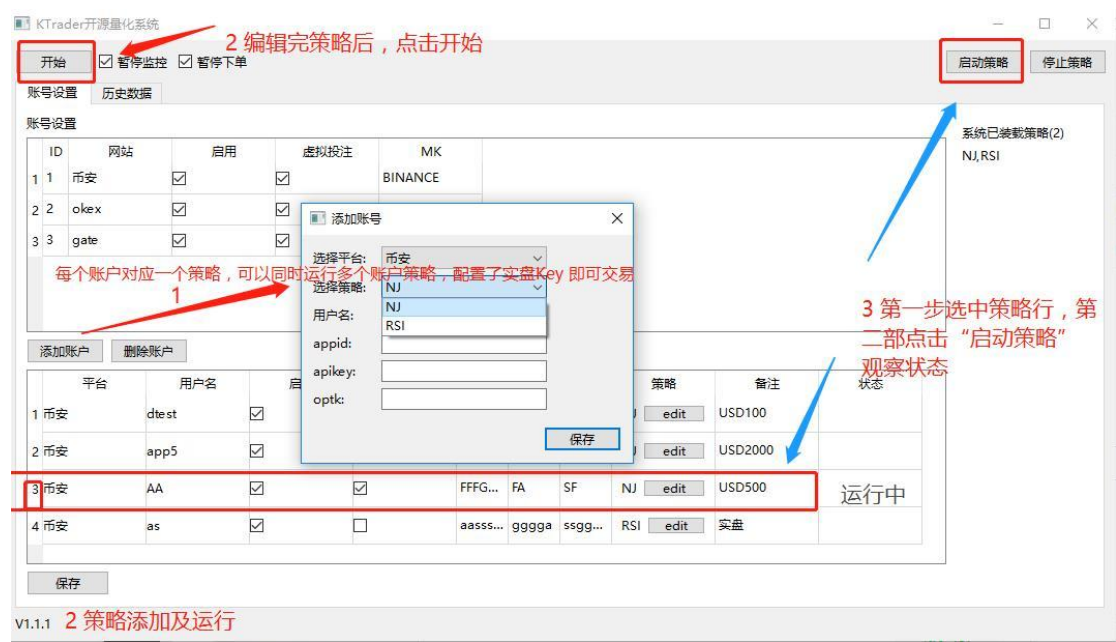 KTrader开源量化系统
2 编辑完策略后，点击开始
开始 暂停监控 暂停下单 启动策略 停止策略
账号设置 历史数据
账号设置
系统已装载策略(2)
NJ,RSI
ID 网站 启用 虚拟投注 MK
1 1 币安 BINANCE
2 2 okex
3 3 gate
添加账号
选择平台: 币安
每个账户对应一个策略，可以同时运行多个账户策略，配置了实盘Key 即可交易
1
选择策略: NJ
NJ
RSI
用户名:
appid:
apikey:
optk:
保存
3 第一步选中策略行，第
二部点击“启动策略”
观察状态
添加账户 删除账户
平台 用户名 启 策略 备注 状态
1 币安 dtest edit USD100
2 币安 app5 edit USD2000
3 币安 AA FFFG... FA SF NJ edit USD500 运行中
4 币安 as aasss... gggga ssgg... RSI edit 实盘
保存
V1.1.1 2 策略添加及运行